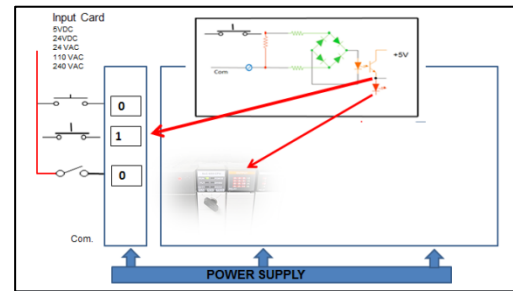 Input Card
5VDC
24VDC
24 VAC
110 VAC
240 VAC
+5V
Com
0
1
0
Com.
POWER SUPPLY